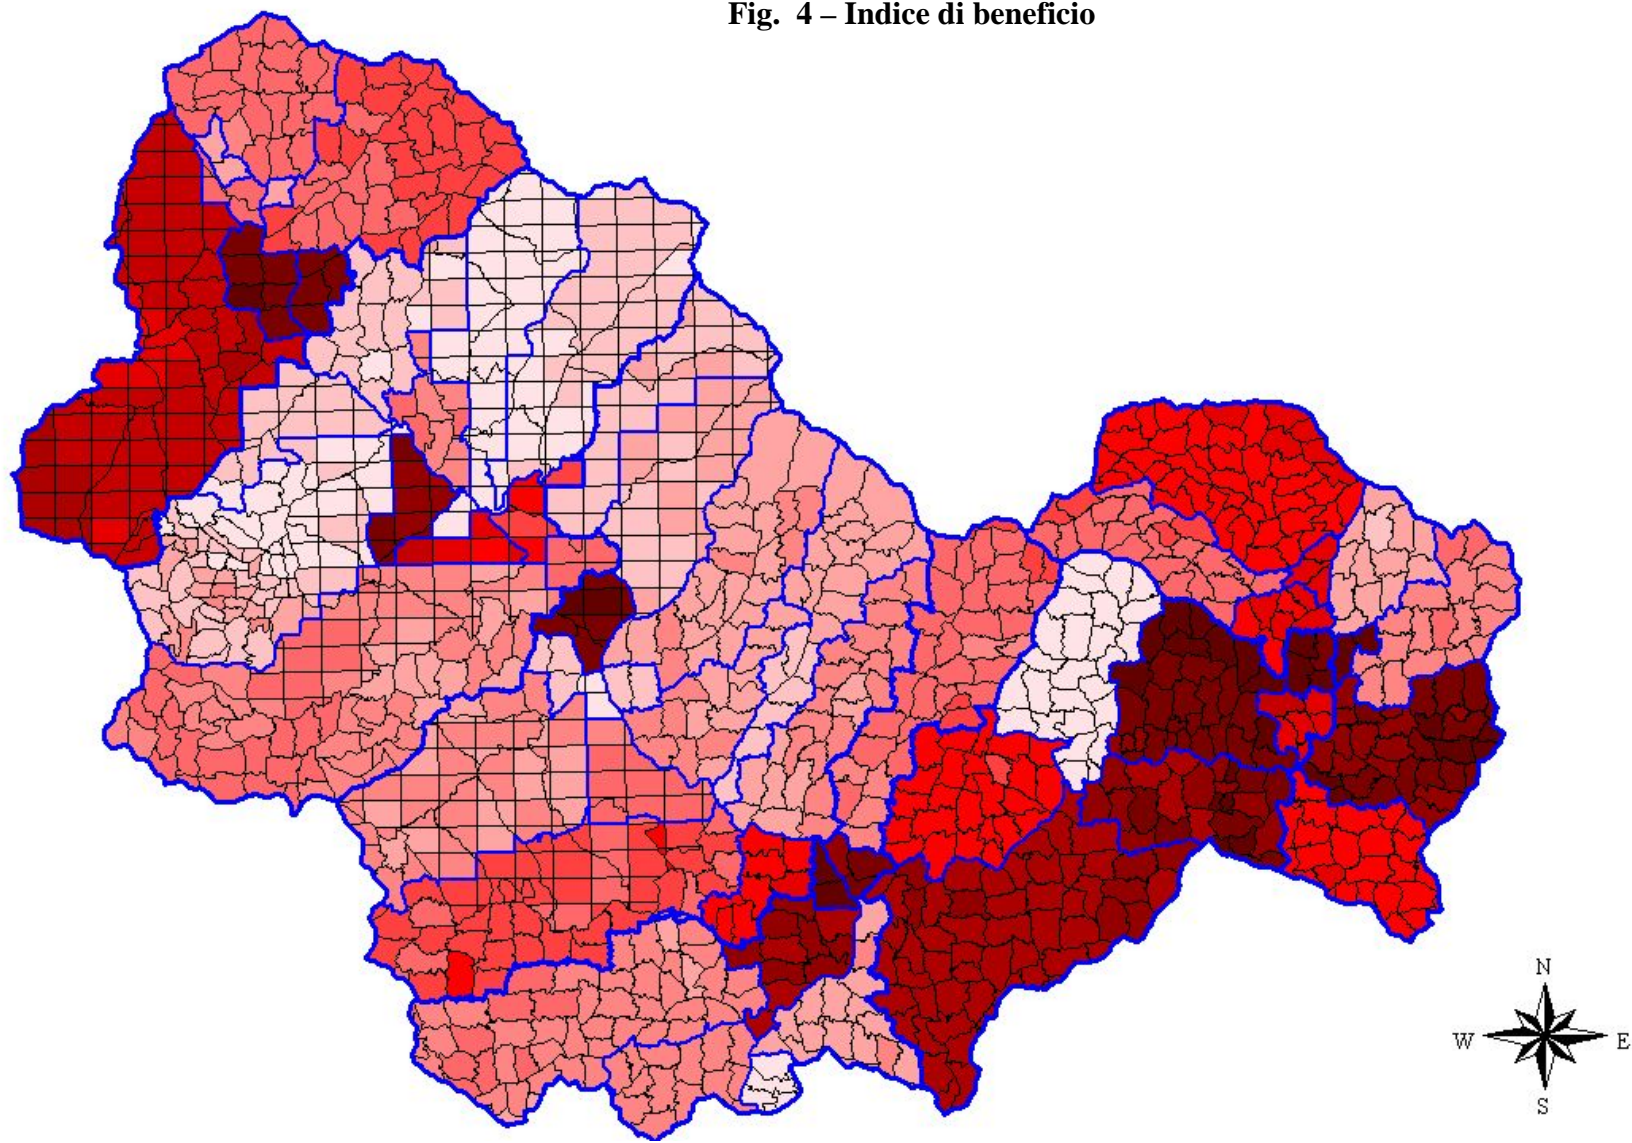 Fig. 4 – Indice di beneficio
N
W E
S